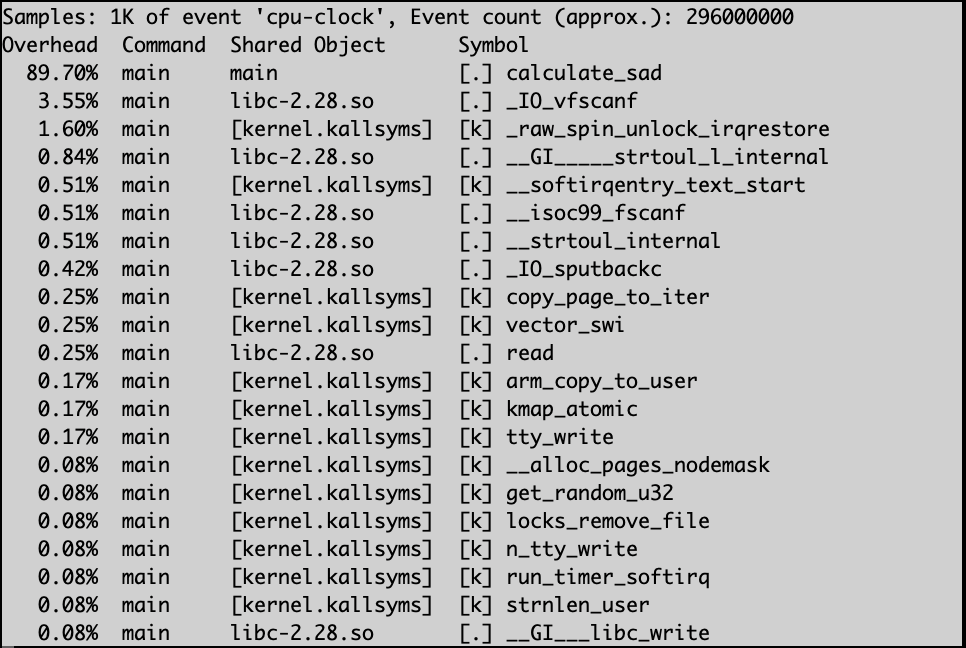 Samples: 1K of event 'cpu-clock', Event count (approx.): 296000000
Overhead  Command  Shared Object      Symbol
  89.70%  main     main               [.] calculate_sad
   3.55%  main     libc-2.28.so       [.] _IO_vfscanf
   1.60%  main     [kernel.kallsyms]  [k] _raw_spin_unlock_irqrestore
   0.84%  main     libc-2.28.so       [.] __GI_____strtoul_l_internal
   0.51%  main     [kernel.kallsyms]  [k] __softirqentry_text_start
   0.51%  main     libc-2.28.so       [.] __isoc99_fscanf
   0.51%  main     libc-2.28.so       [.] __strtoul_internal
   0.42%  main     libc-2.28.so       [.] _IO_sputbackc
   0.25%  main     [kernel.kallsyms]  [k] copy_page_to_iter
   0.25%  main     [kernel.kallsyms]  [k] vector_swi
   0.25%  main     libc-2.28.so       [.] read
   0.17%  main     [kernel.kallsyms]  [k] arm_copy_to_user
   0.17%  main     [kernel.kallsyms]  [k] kmap_atomic
   0.17%  main     [kernel.kallsyms]  [k] tty_write
   0.08%  main     [kernel.kallsyms]  [k] __alloc_pages_nodemask
   0.08%  main     [kernel.kallsyms]  [k] get_random_u32
   0.08%  main     [kernel.kallsyms]  [k] locks_remove_file
   0.08%  main     [kernel.kallsyms]  [k] n_tty_write
   0.08%  main     [kernel.kallsyms]  [k] run_timer_softirq
   0.08%  main     [kernel.kallsyms]  [k] strnlen_user
   0.08%  main     libc-2.28.so       [.] __GI___libc_write